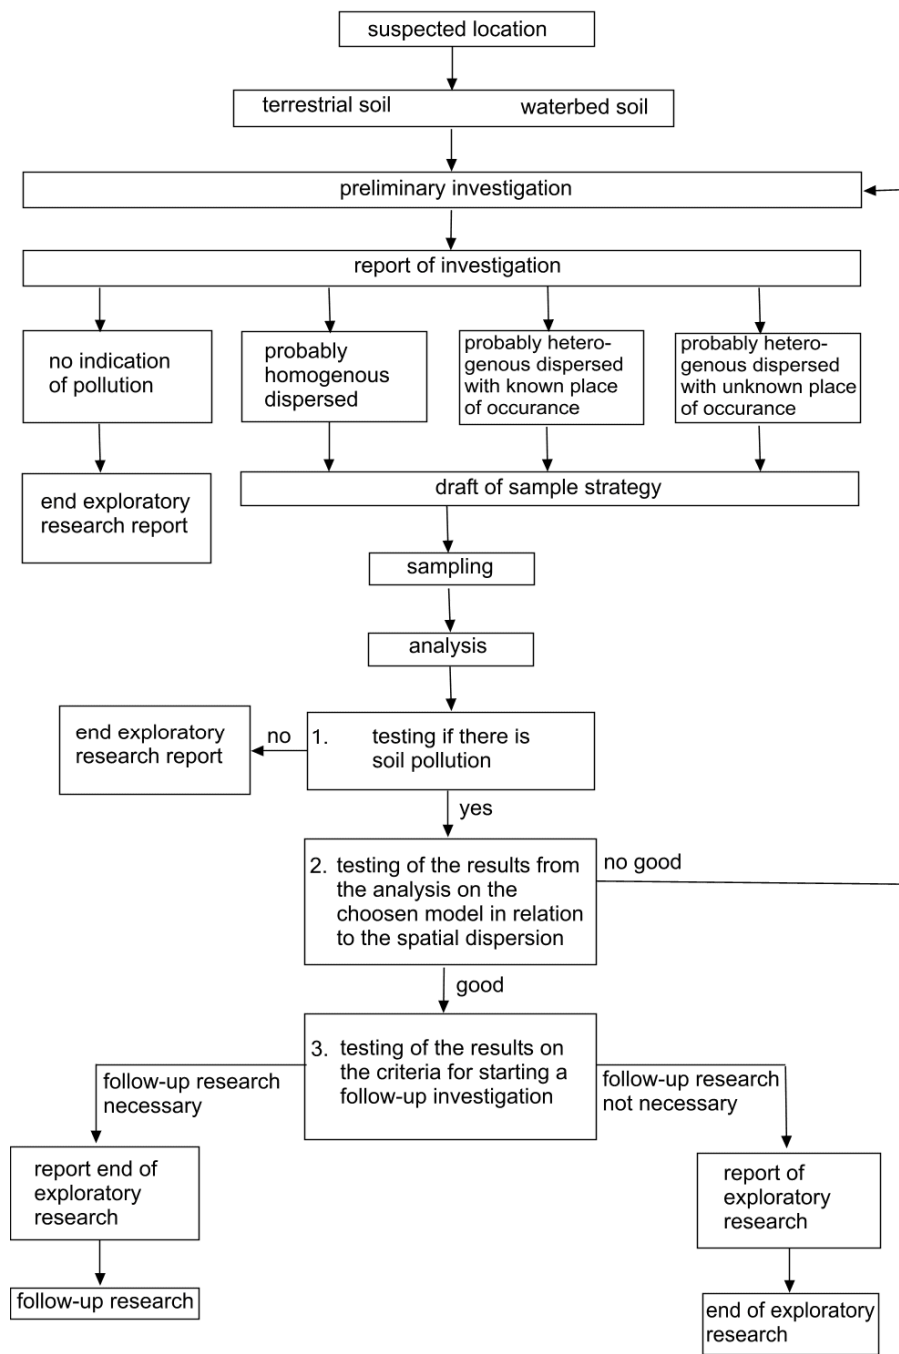 suspected location
terrestrial soil waterbed soil
preliminary investigation
report of investigation
no indication
of pollution
probably
homogenous
dispersed
probably hetero-
genous dispersed
with known place
of occurance
probably heter-
ogenous dispersed
with unknown place
of occurance
end exploratory
research report
draft of sample strategy
sampling
analysis
end exploratory
research report
no
1. testing if there is
soil pollution
yes
2. testing of the results from
the analysis on the
choosen model in relation
to the spatial dispersion
no good
good
3. testing of the results on
the criteria for starting a
follow-up investigation
follow-up research
necessary
follow-up research
not necessary
report end of
exploratory
research
report of
exploratory
research
follow-up research
end of exploratory
research